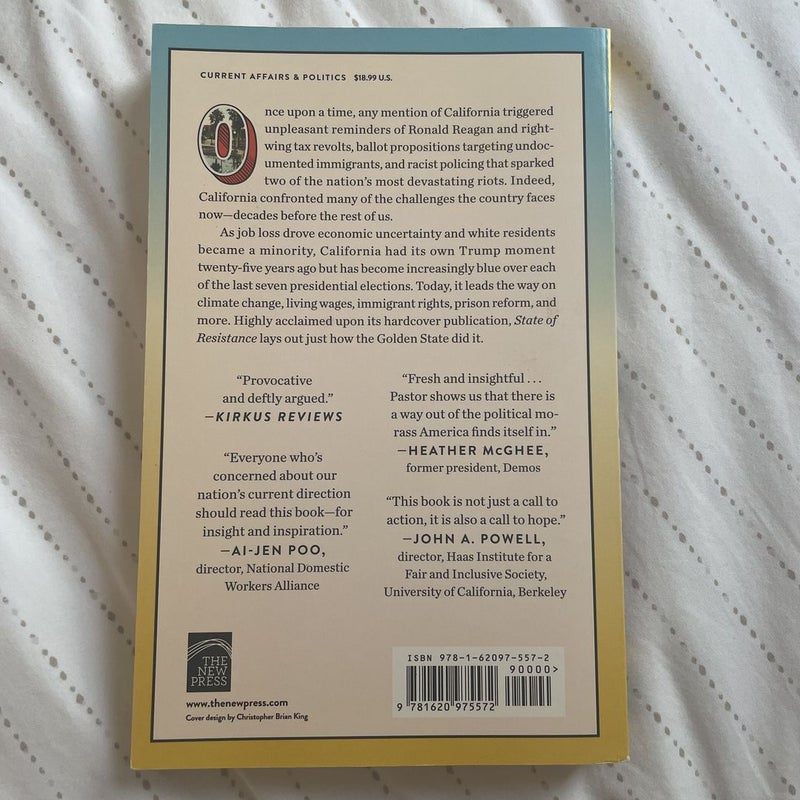 CURRENT AFFAIRS & POLITICS $18.99 U.S.
Once upon a time, any mention of California triggered
unpleasant reminders of Ronald Reagan and right-
wing tax revolts, ballot propositions targeting undoc-
umented immigrants, and racist policing that sparked
two of the nation's most devastating riots. Indeed,
California confronted many of the challenges the country faces
now—decades before the rest of us.
As job loss drove economic uncertainty and white residents
became a minority, California had its own Trump moment
twenty-five years ago but has become increasingly blue over each
of the last seven presidential elections. Today, it leads the way on
climate change, living wages, immigrant rights, prison reform, and
more. Highly acclaimed upon its hardcover publication, State of
Resistance lays out just how the Golden State did it.
“Provocative
and deftly argued.”
—KIRKUS REVIEWS
“Everyone who's
concerned about our
nation's current direction
should read this book—for
insight and inspiration.”
—AI-JEN POO,
director, National Domestic
Workers Alliance
“Fresh and insightful . . .
Pastor shows us that there is
a way out of the political mo-
rass America finds itself in.”
—HEATHER McGHEE,
former president, Demos
“This book is not just a call to
action, it is also a call to hope.”
—JOHN A. POWELL,
director, Haas Institute for a
Fair and Inclusive Society,
University of California, Berkeley
THE
NEW
PRESS
www.thenewpress.com
Cover design by Christopher Brian King
ISBN 978-1-62097-557-2
90000>
9 781620 975572